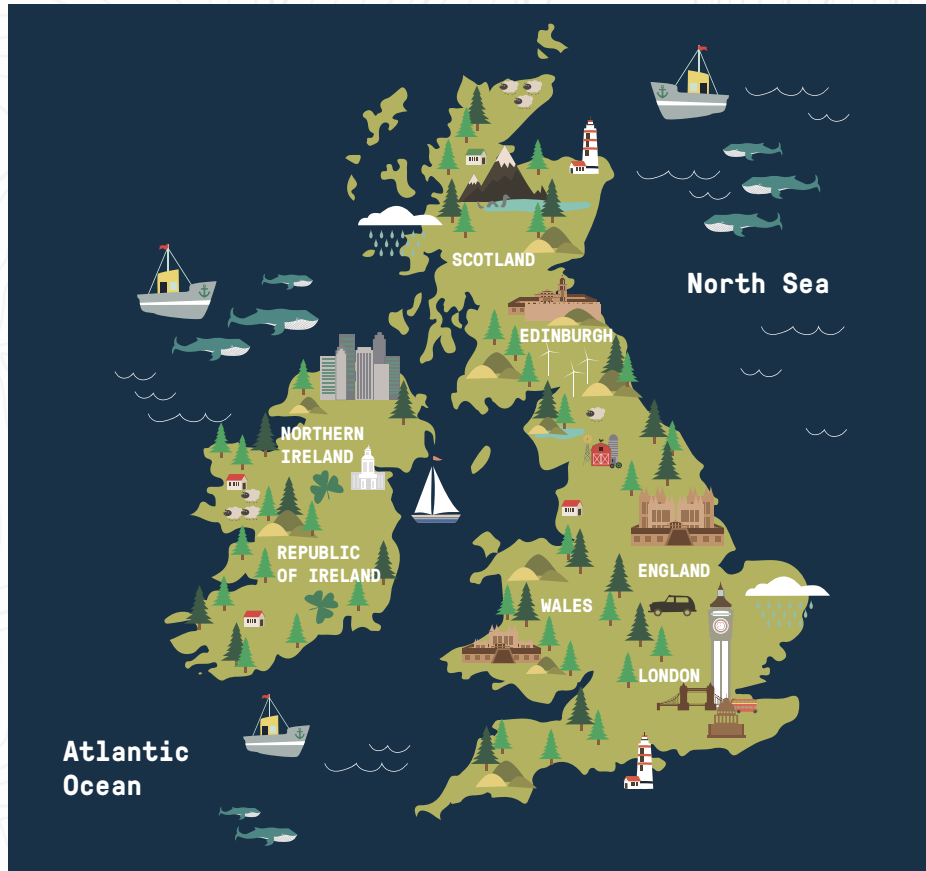 SCOTLAND
North Sea
EDINBURGH
NORTHERN
IRELAND
REPUBLIC
OF IRELAND
ENGLAND
WALES
LONDON
Atlantic
Ocean